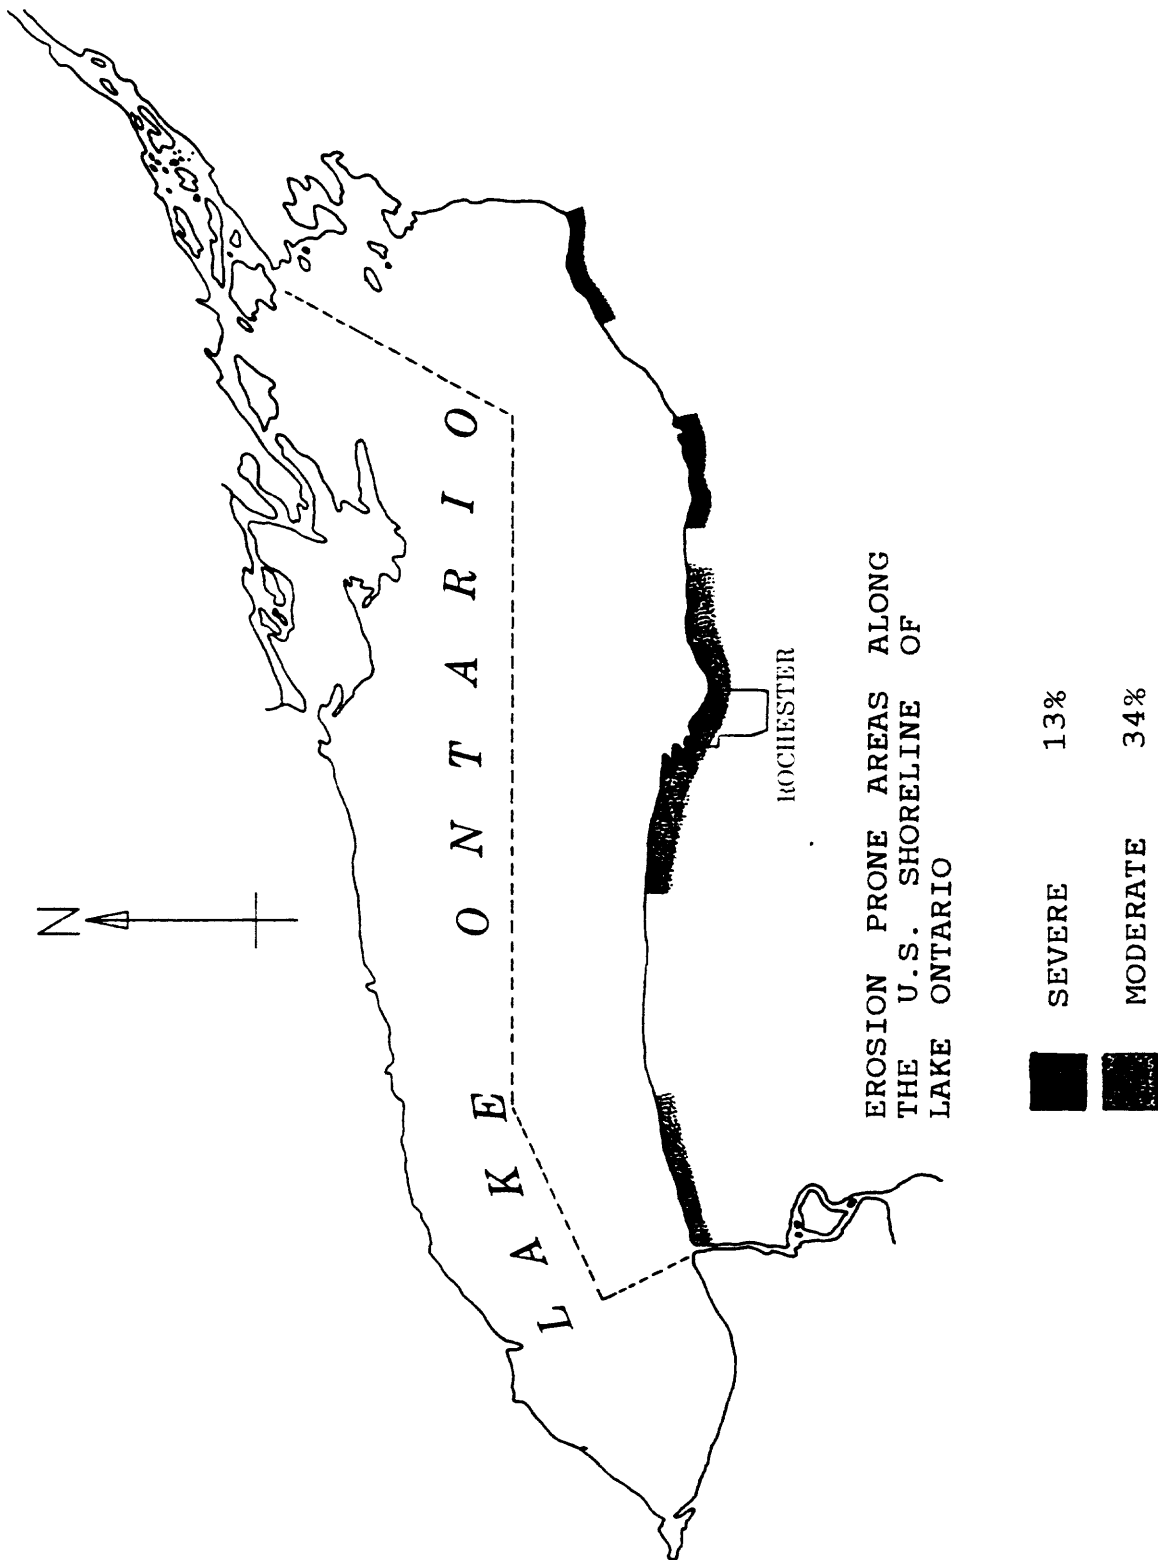 N
LAKE ONTARIO
ROCHESTER
EROSION PRONE AREAS ALONG
THE U.S. SHORELINE OF
LAKE ONTARIO
SEVERE 13%
MODERATE 34%